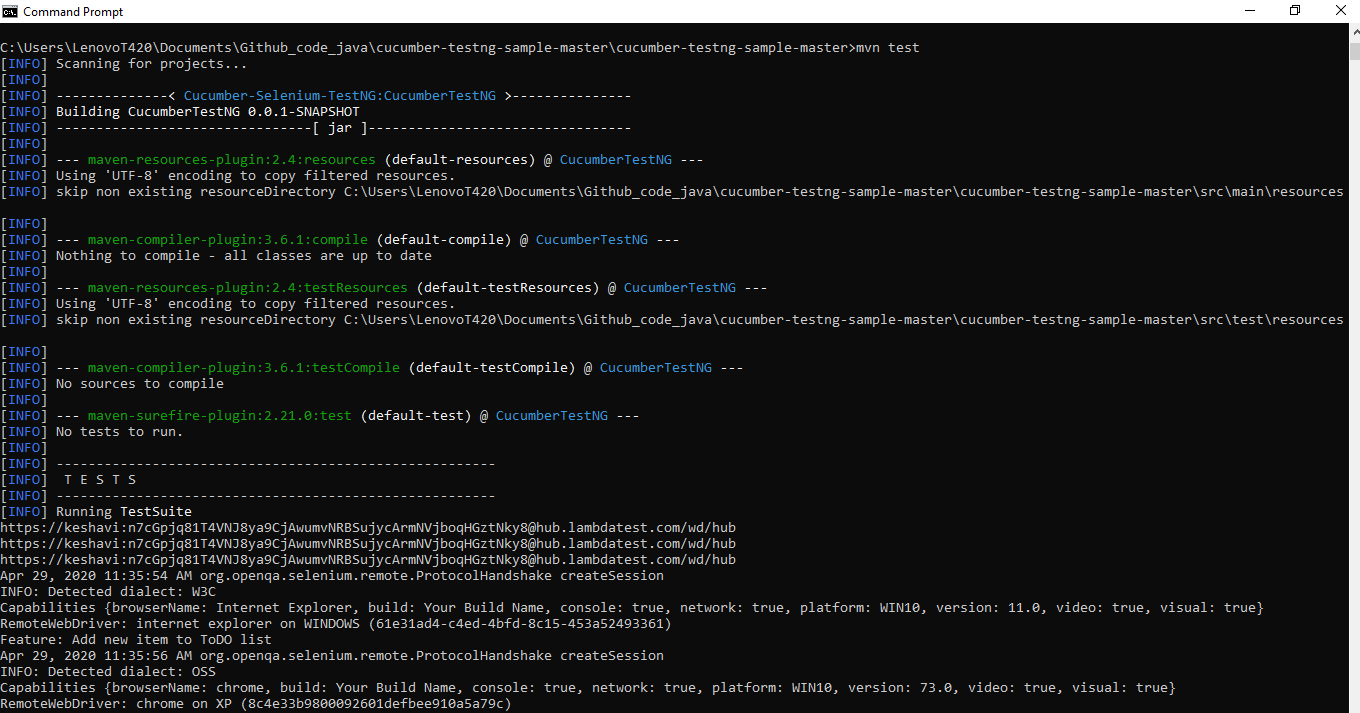 Command Prompt
C:\Users\LenovoT420\Documents\Github_code_java\cucumber-testng-sample-master\cucumber-testng-sample-master>mvn test
[INFO] Scanning for projects...
[INFO]
[INFO] --------------< Cucumber-Selenium-TestNG:CucumberTestNG >---------------
[INFO] Building CucumberTestNG 0.0.1-SNAPSHOT
[INFO] --------------------------------[ jar ]---------------------------------
[INFO]
[INFO] --- maven-resources-plugin:2.4:resources (default-resources) @ CucumberTestNG ---
[INFO] Using 'UTF-8' encoding to copy filtered resources.
[INFO] skip non existing resourceDirectory C:\Users\LenovoT420\Documents\Github_code_java\cucumber-testng-sample-master\cucumber-testng-sample-master\src\main\resources
[INFO]
[INFO] --- maven-compiler-plugin:3.6.1:compile (default-compile) @ CucumberTestNG ---
[INFO] Nothing to compile - all classes are up to date
[INFO]
[INFO] --- maven-resources-plugin:2.4:testResources (default-testResources) @ CucumberTestNG ---
[INFO] Using 'UTF-8' encoding to copy filtered resources.
[INFO] skip non existing resourceDirectory C:\Users\LenovoT420\Documents\Github_code_java\cucumber-testng-sample-master\cucumber-testng-sample-master\src\test\resources
[INFO]
[INFO] --- maven-compiler-plugin:3.6.1:testCompile (default-testCompile) @ CucumberTestNG ---
[INFO] No sources to compile
[INFO]
[INFO] --- maven-surefire-plugin:2.21.0:test (default-test) @ CucumberTestNG ---
[INFO] No tests to run.
[INFO]
[INFO] -------------------------------------------------------
[INFO]  T E S T S
[INFO] -------------------------------------------------------
[INFO] Running TestSuite
https://keshavi:n7cGpjq81T4VNJ8ya9CjAwumvNRBSujycArmNVjboqHGztNky8@hub.lambdatest.com/wd/hub
https://keshavi:n7cGpjq81T4VNJ8ya9CjAwumvNRBSujycArmNVjboqHGztNky8@hub.lambdatest.com/wd/hub
https://keshavi:n7cGpjq81T4VNJ8ya9CjAwumvNRBSujycArmNVjboqHGztNky8@hub.lambdatest.com/wd/hub
Apr 29, 2020 11:35:54 AM org.openqa.selenium.remote.ProtocolHandshake createSession
INFO: Detected dialect: W3C
Capabilities {browserName: Internet Explorer, build: Your Build Name, console: true, network: true, platform: WIN10, version: 11.0, video: true, visual: true}
RemoteWebDriver: internet explorer on WINDOWS (61e31ad4-c4ed-4bfd-8c15-453a52493361)
Feature: Add new item to ToDO list
Apr 29, 2020 11:35:56 AM org.openqa.selenium.remote.ProtocolHandshake createSession
INFO: Detected dialect: OSS
Capabilities {browserName: chrome, build: Your Build Name, console: true, network: true, platform: WIN10, version: 73.0, video: true, visual: true}
RemoteWebDriver: chrome on XP (8c4e33b9800092601defbee910a5a79c)